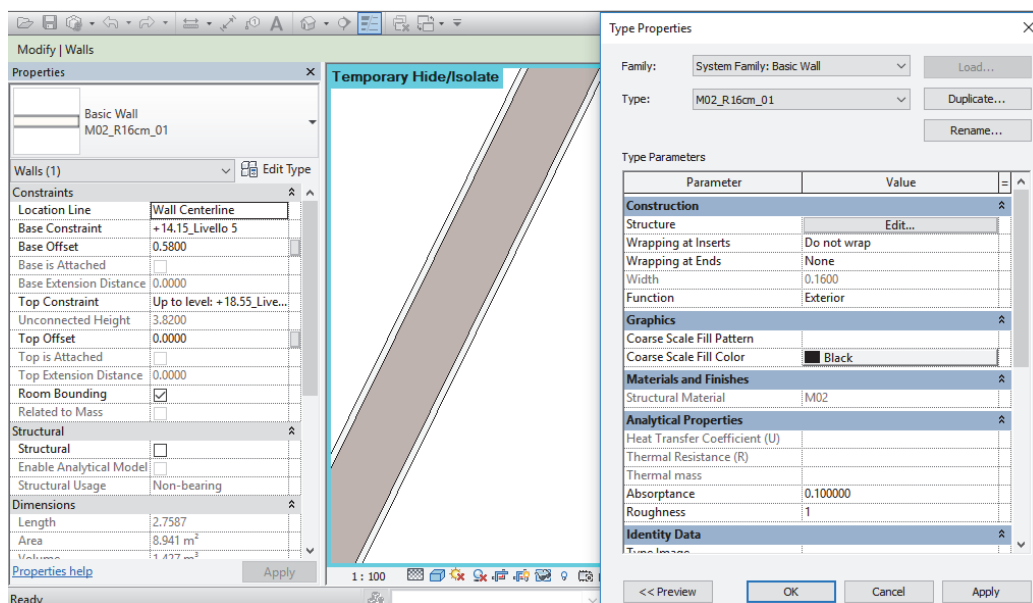 Modify | Walls
Properties
Basic Wall
M02_R16cm_01
Walls (1)
Edit Type
Constraints
Location Line Wall Centerline
Base Constraint +14.15_Livello 5
Base Offset 0.5800
Base is Attached
Base Extension Distance 0.0000
Top Constraint Up to level: +18.55_Live...
Unconnected Height 3.8200
Top Offset 0.0000
Top is Attached
Top Extension Distance 0.0000
Room Bounding
Related to Mass
Structural
Structural
Enable Analytical Model
Structural Usage Non-bearing
Dimensions
Length 2.7587
Area 8.941 m²
Volume 1.427 m³
Properties help Apply
Ready
Temporary Hide/Isolate
1 : 100
Type Properties
Family: System Family: Basic Wall Load...
Type: M02_R16cm_01 Duplicate...
Rename...
Type Parameters
Parameter Value =
Construction
Structure Edit...
Wrapping at Inserts Do not wrap
Wrapping at Ends None
Width 0.1600
Function Exterior
Graphics
Coarse Scale Fill Pattern
Coarse Scale Fill Color Black
Materials and Finishes
Structural Material M02
Analytical Properties
Heat Transfer Coefficient (U)
Thermal Resistance (R)
Thermal mass
Absorptance 0.100000
Roughness 1
Identity Data
Type Image
<< Preview OK Cancel Apply